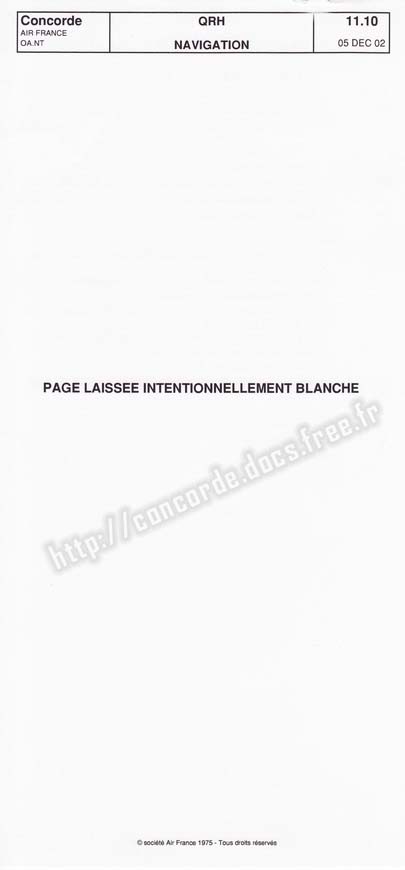 Concorde
AIR FRANCE
OA.NT
QRH
NAVIGATION
11.10
05 DEC 02
PAGE LAISSEE INTENTIONNELLEMENT BLANCHE
http://concorde.docs.free.fr
© société Air France 1975 - Tous droits réservés